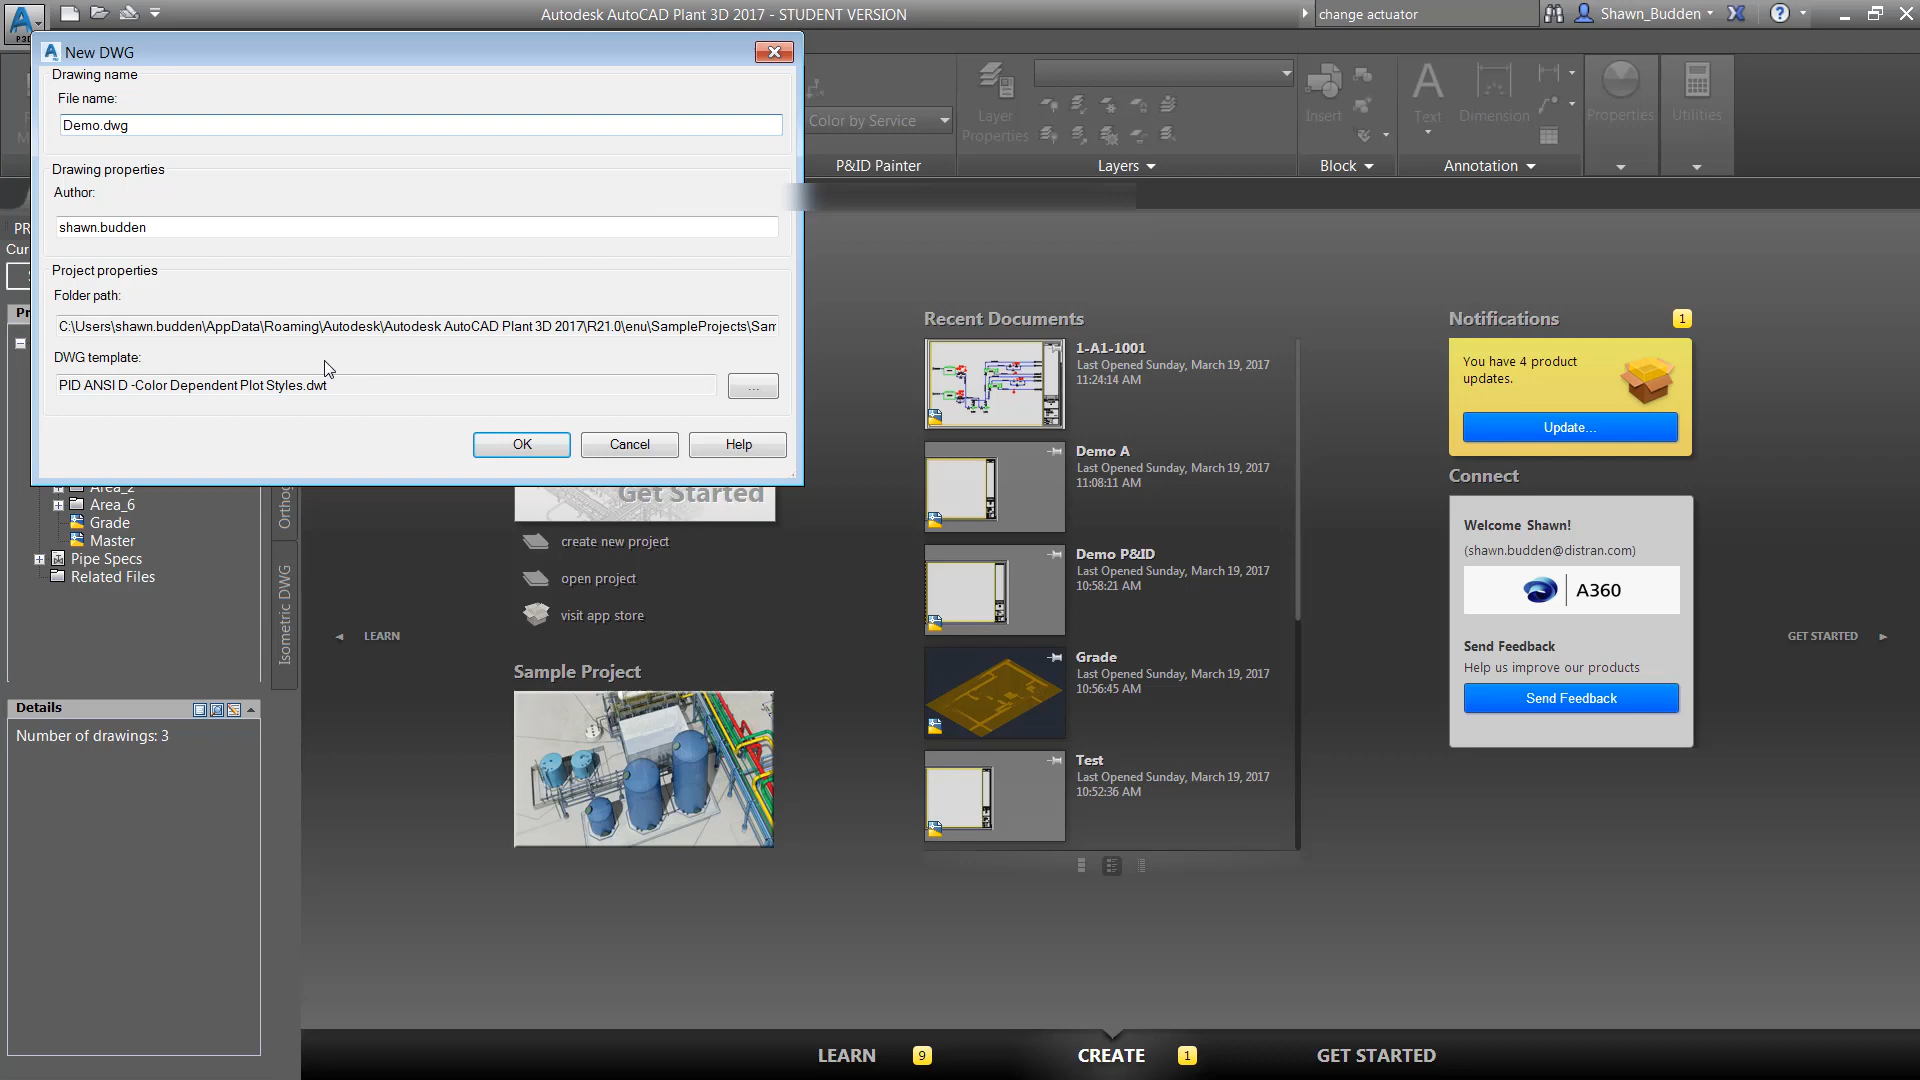 Autodesk AutoCAD Plant 3D 2017 - STUDENT VERSION
change actuator
Shawn_Budden
New DWG
Drawing name
File name:
Demo.dwg
Drawing properties
Author:
shawn.budden
Project properties
Folder path:
C:\Users\shawn.budden\AppData\Roaming\Autodesk\Autodesk AutoCAD Plant 3D 2017\R21.0\enu\SampleProjects\Sam
DWG template:
PID ANSI D -Color Dependent Plot Styles.dwt
...
OK
Cancel
Help
Color by Service
P&ID Painter
Layer
Properties
Layers
Insert
Block
Text
Dimension
Annotation
Properties
Utilities
Area_2
Area_6
Grade
Master
Pipe Specs
Related Files
Isometric DWG
Details
Number of drawings: 3
LEARN
Get Started
create new project
open project
visit app store
Sample Project
Recent Documents
1-A1-1001
Last Opened Sunday, March 19, 2017
11:24:14 AM
Demo A
Last Opened Sunday, March 19, 2017
11:08:11 AM
Demo P&ID
Last Opened Sunday, March 19, 2017
10:58:21 AM
Grade
Last Opened Sunday, March 19, 2017
10:56:45 AM
Test
Last Opened Sunday, March 19, 2017
10:52:36 AM
Notifications
1
You have 4 product
updates.
Update...
Connect
Welcome Shawn!
(shawn.budden@distran.com)
A360
Send Feedback
Help us improve our products
Send Feedback
GET STARTED
LEARN
9
CREATE
1
GET STARTED